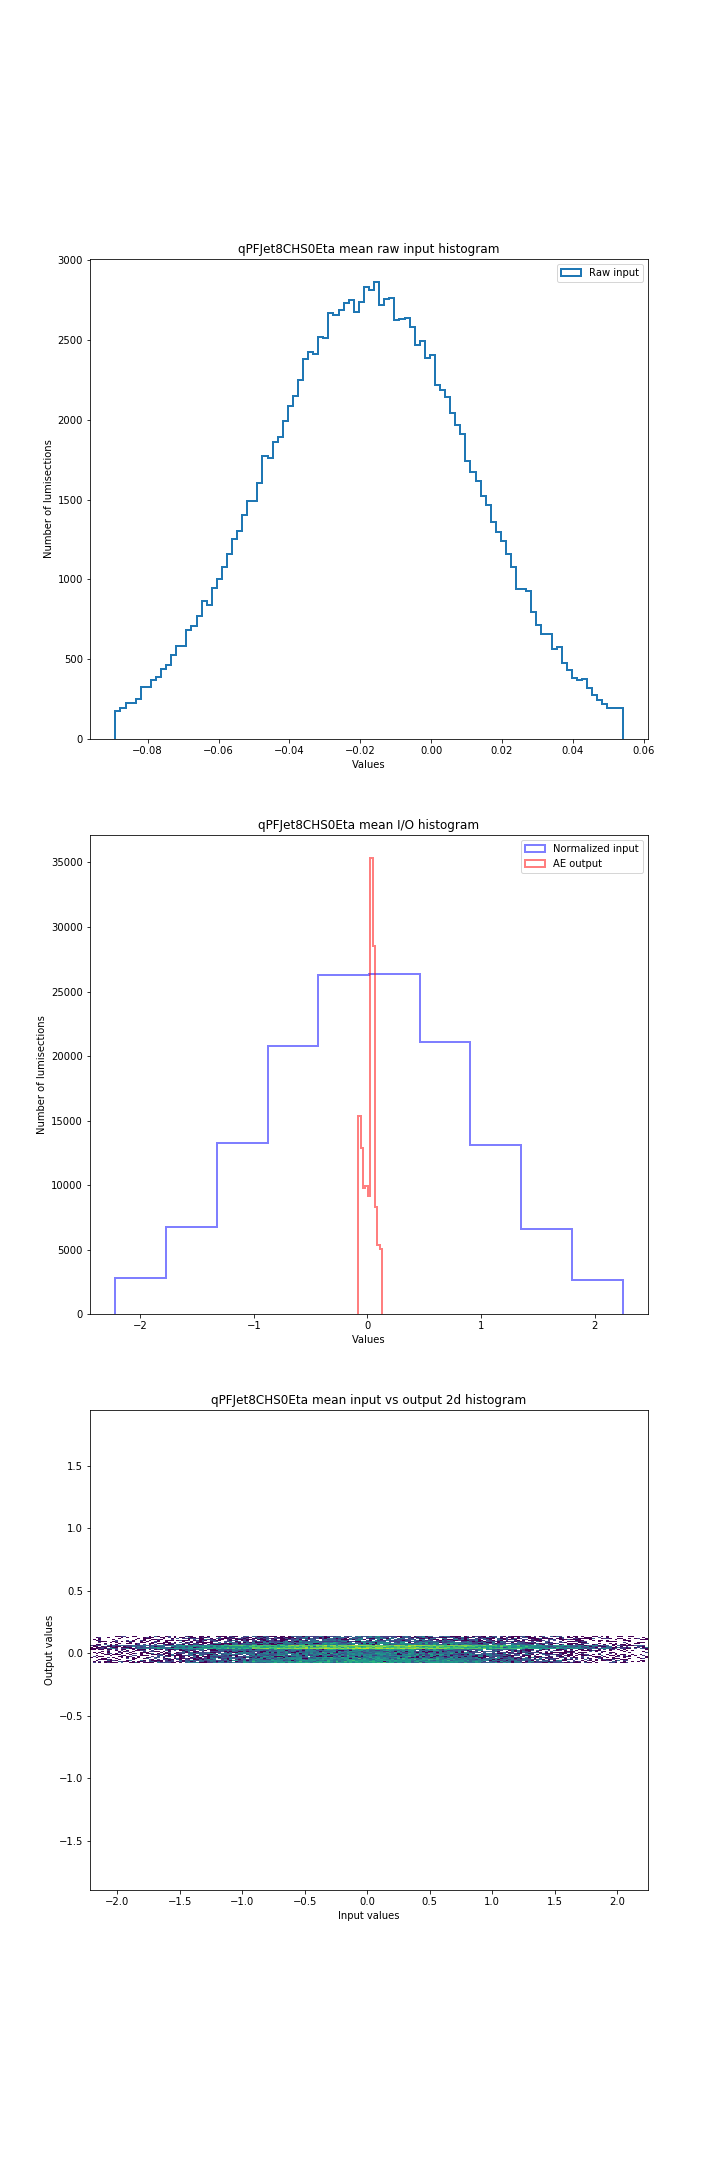 qPFJet8CHS0Eta mean raw input histogram
3000
2500
2000
1500
1000
500
0
Number of lumisections
Raw input
−0.08 −0.06 −0.04 −0.02 0.00 0.02 0.04 0.06
Values
qPFJet8CHS0Eta mean I/O histogram
35000
30000
25000
20000
15000
10000
5000
0
Number of lumisections
Normalized input
AE output
−2 −1 0 1 2
Values
qPFJet8CHS0Eta mean input vs output 2d histogram
1.5
1.0
0.5
0.0
−0.5
−1.0
−1.5
Output values
−2.0 −1.5 −1.0 −0.5 0.0 0.5 1.0 1.5 2.0
Input values